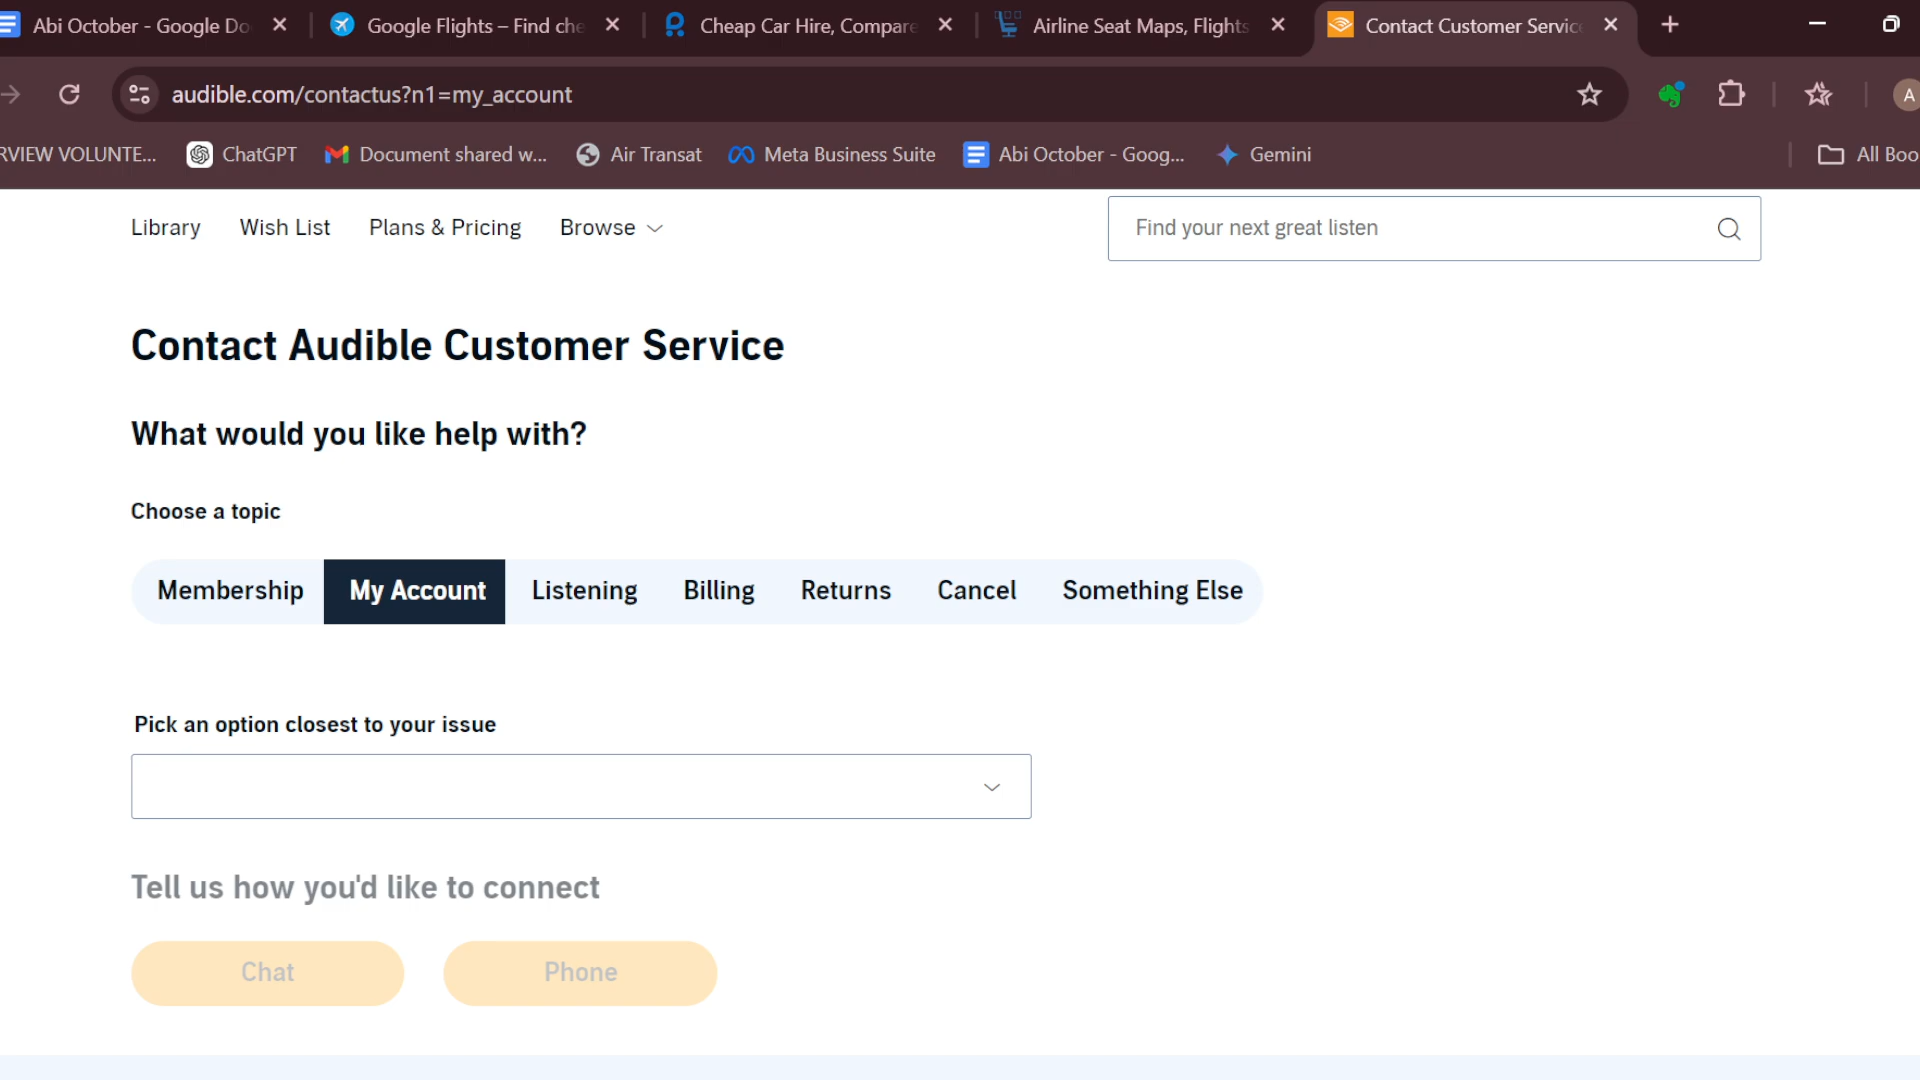 Abi October - Google Do
Google Flights – Find che
Cheap Car Hire, Compare
Airline Seat Maps, Flights
Contact Customer Servic
audible.com/contactus?n1=my_account
A
RVIEW VOLUNTE...
ChatGPT
Document shared w...
Air Transat
Meta Business Suite
Abi October - Goog...
Gemini
All Boo
Library
Wish List
Plans & Pricing
Browse
Find your next great listen
Contact Audible Customer Service
What would you like help with?
Choose a topic
Membership
My Account
Listening
Billing
Returns
Cancel
Something Else
Pick an option closest to your issue
Tell us how you'd like to connect
Chat
Phone